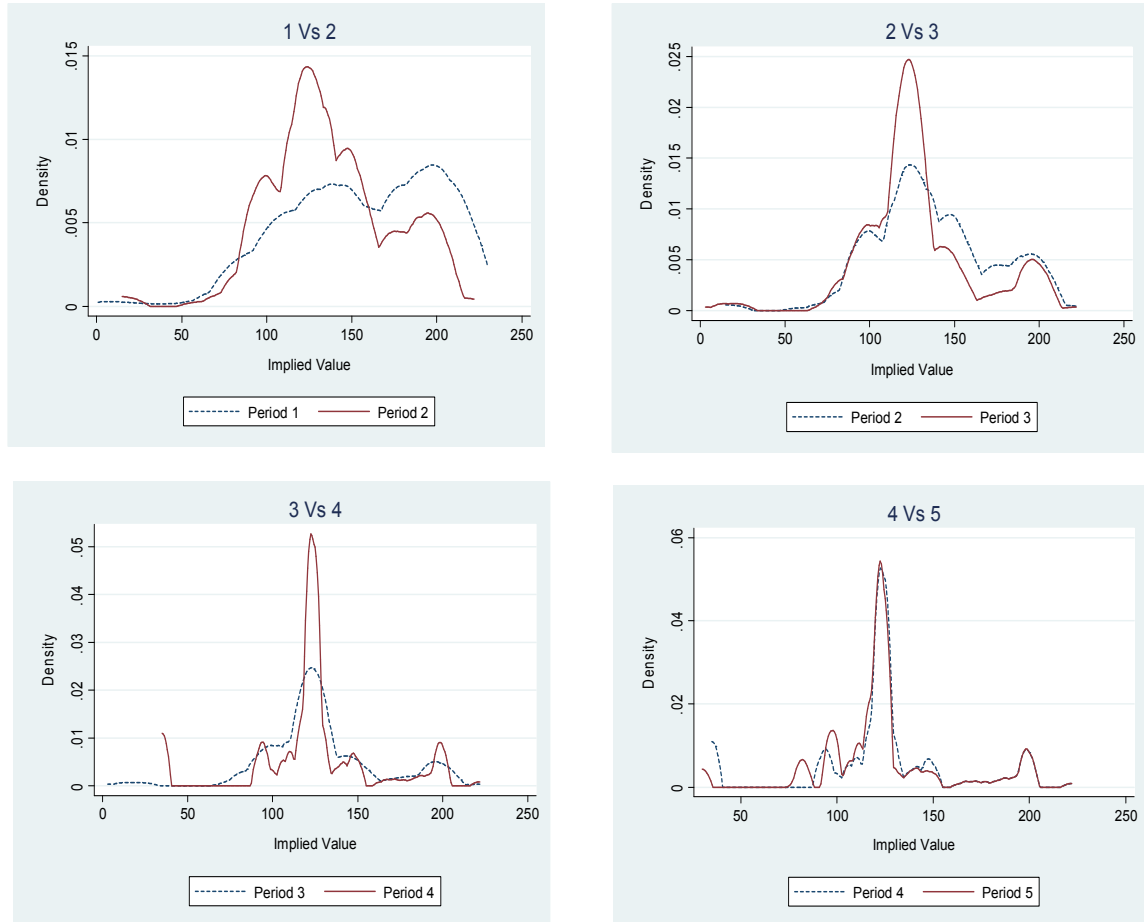 1 Vs 2
.015
.01
.005
0
Density
0 50 100 150 200 250
Implied Value
Period 1 Period 2
2 Vs 3
.025
.02
.015
.01
.005
0
Density
0 50 100 150 200 250
Implied Value
Period 2 Period 3
3 Vs 4
.05
.04
.03
.02
.01
0
Density
0 50 100 150 200 250
Implied Value
Period 3 Period 4
4 Vs 5
.06
.04
.02
0
Density
50 100 150 200 250
Implied Value
Period 4 Period 5